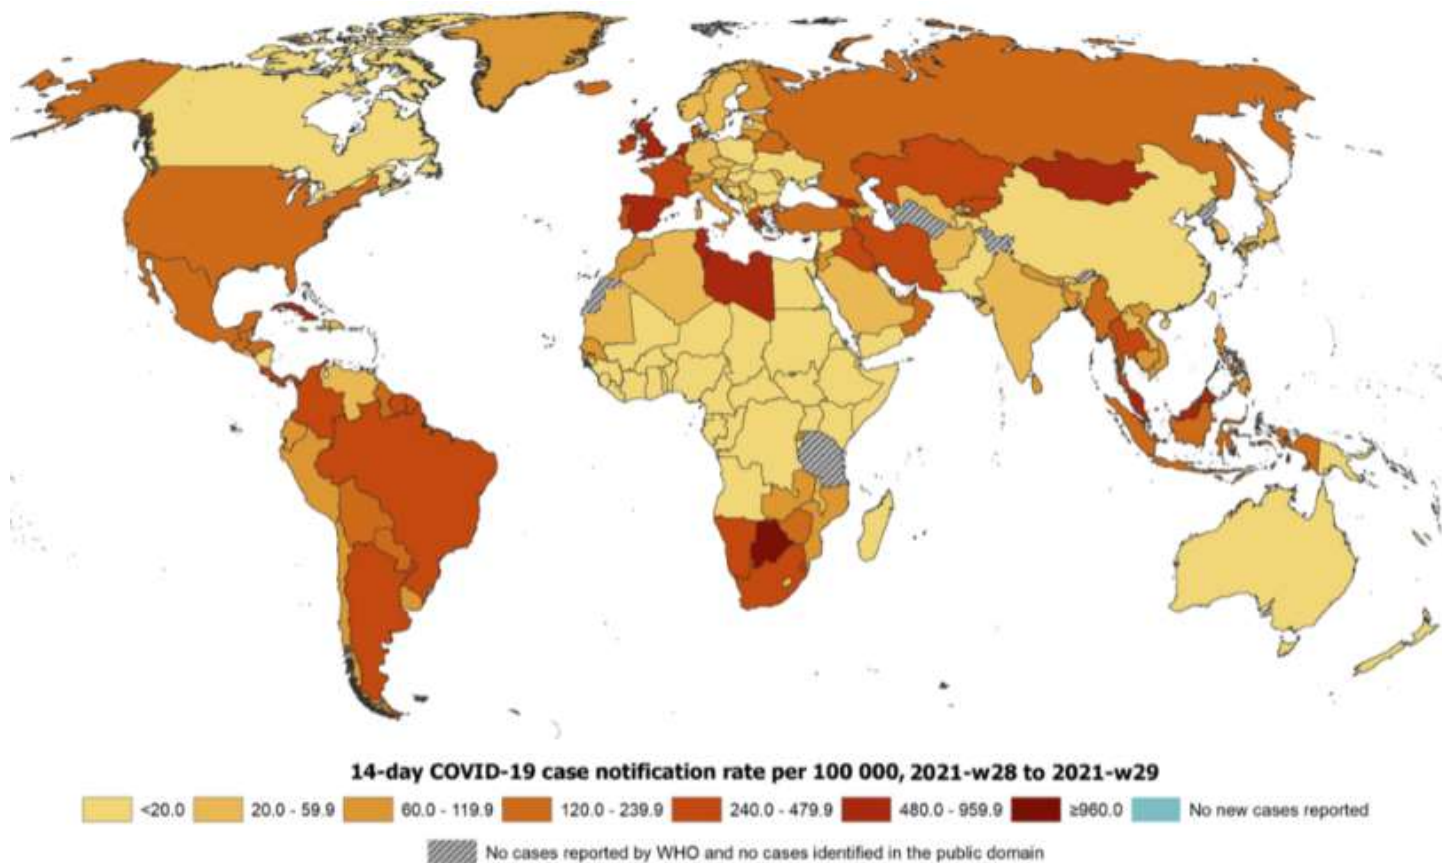 14-day COVID-19 case notification rate per 100 000, 2021-w28 to 2021-w29
<20.0 20.0 - 59.9 60.0 - 119.9 120.0 - 239.9 240.0 - 479.9 480.0 - 959.9 ≥960.0 No new cases reported
No cases reported by WHO and no cases identified in the public domain